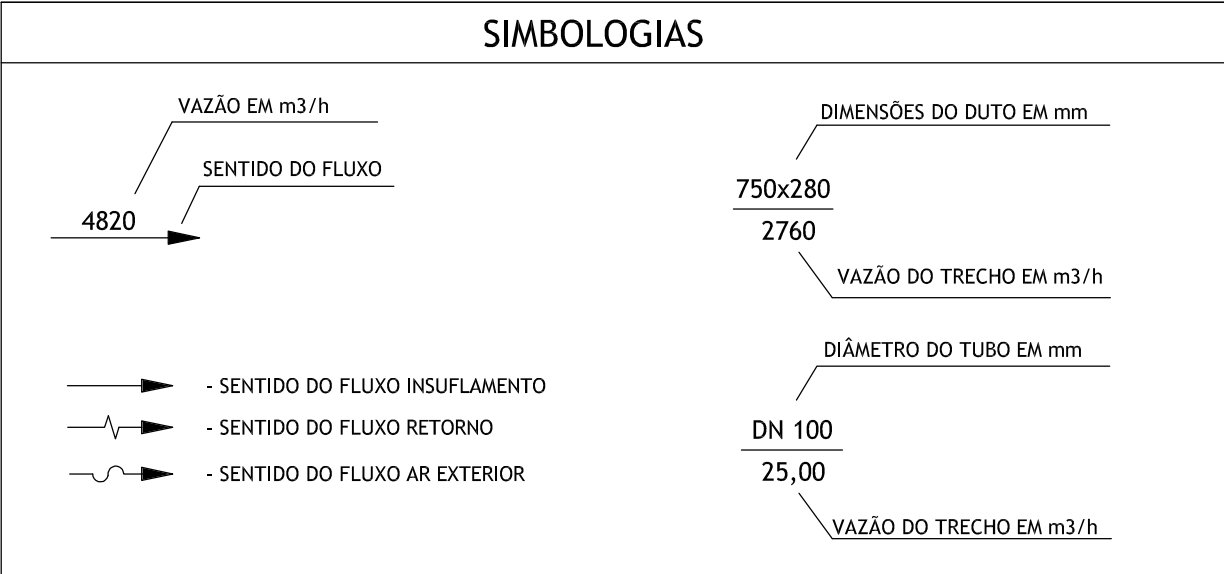 SIMBOLOGIAS
VAZÃO EM m3/h
SENTIDO DO FLUXO
4820
- SENTIDO DO FLUXO INSUFLAMENTO
- SENTIDO DO FLUXO RETORNO
- SENTIDO DO FLUXO AR EXTERIOR
DIMENSÕES DO DUTO EM mm
750x280
2760
VAZÃO DO TRECHO EM m3/h
DIÂMETRO DO TUBO EM mm
DN 100
25,00
VAZÃO DO TRECHO EM m3/h